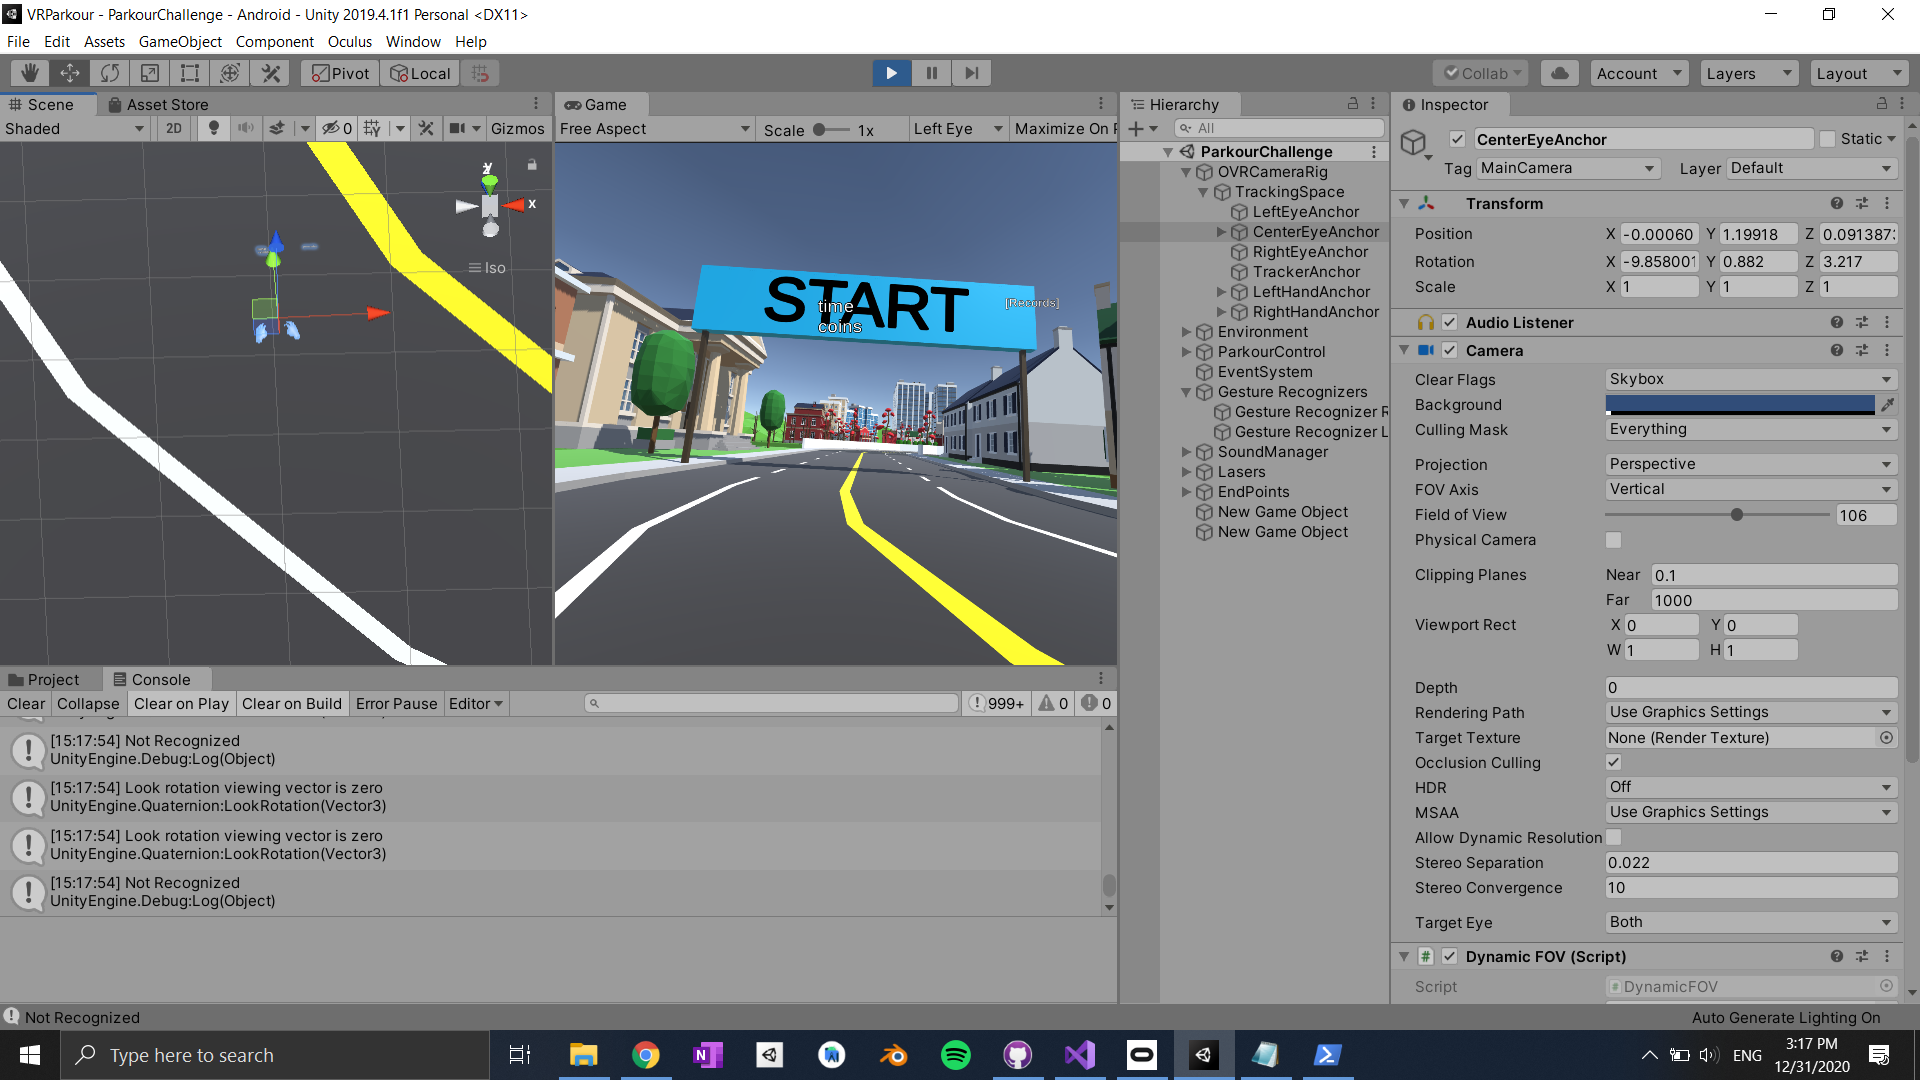 VRParkour - ParkourChallenge - Android - Unity 2019.4.1f1 Personal <DX11>
File Edit Assets GameObject Component Oculus Window Help
Pivot Local Collab Account Layers Layout
Scene Asset Store
Shaded 2D 0 Gizmos
y
x
Iso
Game
Free Aspect Scale 1x Left Eye Maximize On P
START
time
coins
[Records]
Hierarchy
All
ParkourChallenge
OVRCameraRig
TrackingSpace
LeftEyeAnchor
CenterEyeAnchor
RightEyeAnchor
TrackerAnchor
LeftHandAnchor
RightHandAnchor
Environment
ParkourControl
EventSystem
Gesture Recognizers
Gesture Recognizer R
Gesture Recognizer L
SoundManager
Lasers
EndPoints
New Game Object
New Game Object
Inspector
CenterEyeAnchor Static
Tag MainCamera Layer Default
Transform
Position X -0.00060 Y 1.19918 Z 0.0913873
Rotation X -9.858001 Y 0.882 Z 3.217
Scale X 1 Y 1 Z 1
Audio Listener
Camera
Clear Flags Skybox
Background
Culling Mask Everything
Projection Perspective
FOV Axis Vertical
Field of View 106
Physical Camera
Clipping Planes Near 0.1
Far 1000
Viewport Rect X 0 Y 0
W 1 H 1
Depth 0
Rendering Path Use Graphics Settings
Target Texture None (Render Texture)
Occlusion Culling
HDR Off
MSAA Use Graphics Settings
Allow Dynamic Resolution
Stereo Separation 0.022
Stereo Convergence 10
Target Eye Both
Dynamic FOV (Script)
Script DynamicFOV
Project Console
Clear Collapse Clear on Play Clear on Build Error Pause Editor 999+ 0 0
[15:17:54] Not Recognized
UnityEngine.Debug:Log(Object)
[15:17:54] Look rotation viewing vector is zero
UnityEngine.Quaternion:LookRotation(Vector3)
[15:17:54] Look rotation viewing vector is zero
UnityEngine.Quaternion:LookRotation(Vector3)
[15:17:54] Not Recognized
UnityEngine.Debug:Log(Object)
Not Recognized
Auto Generate Lighting On
Type here to search
ENG
3:17 PM
12/31/2020